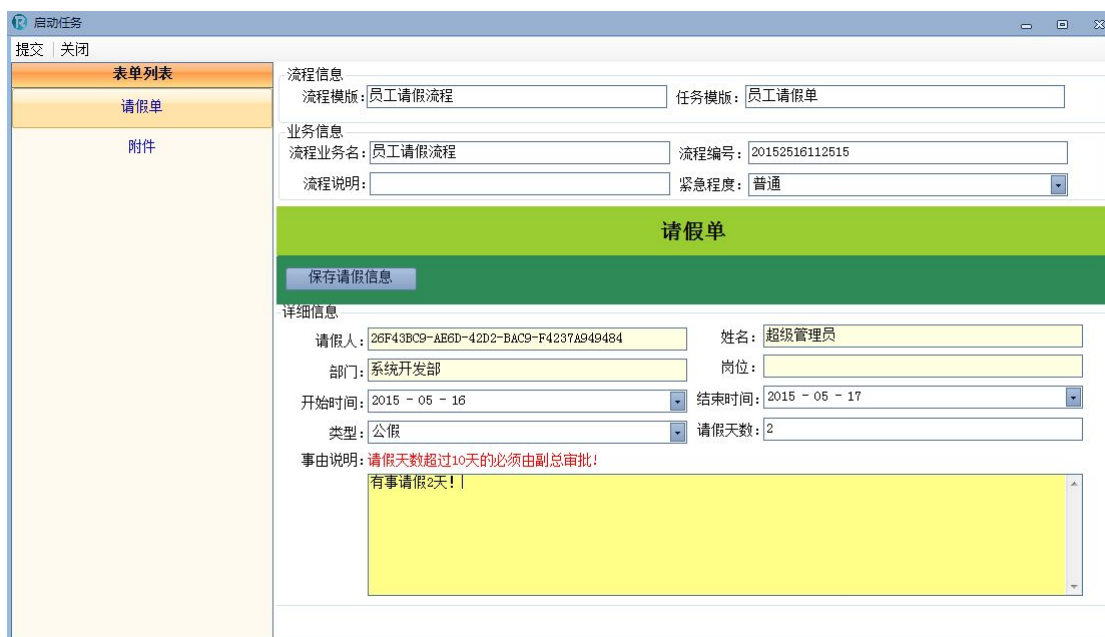 启动任务
提交 关闭
表单列表
请假单
附件
流程信息
流程模版: 员工请假流程 任务模版: 员工请假单
业务信息
流程业务名: 员工请假流程 流程编号: 20152516112515
流程说明: 紧急程度: 普通
请假单
保存请假信息
详细信息
请假人: 26F43BC9-AE6D-42D2-BAC9-F4237A949484 姓名: 超级管理员
部门: 系统开发部 岗位:
开始时间: 2015 - 05 - 16 结束时间: 2015 - 05 - 17
类型: 公假 请假天数: 2
事由说明: 请假天数超过10天的必须由副总审批!
有事请假2天!